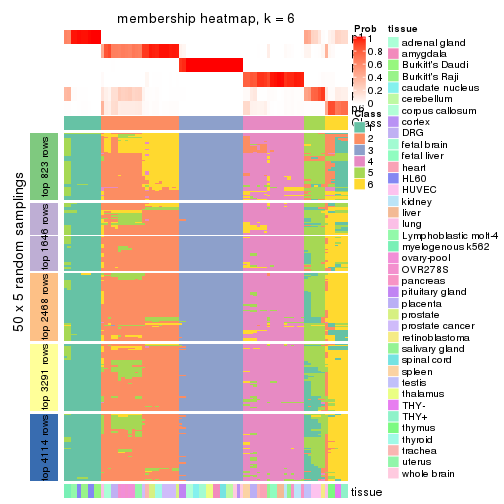 membership heatmap, k = 6
50 x 5 random samplings
top 823 rows
top 1646 rows
top 2468 rows
top 3291 rows
top 4114 rows
Prob
1
0.8
0.6
0.4
0.2
0
Class
1
2
3
4
5
6
tissue
adrenal gland
amygdala
Bukitt's Daudi
Bukitt's Raji
caudate nucleus
cerebellum
corpus callosum
cortex
DRG
fetal brain
fetal liver
heart
HL60
HUVEC
kidney
liver
lung
Lymphoblastic molt-4
myelogenous k562
ovary-pool
OVR278S
pancreas
pituitary gland
placenta
prostate
prostate cancer
retinoblastoma
salivary gland
spinal cord
spleen
testis
thalamus
THY-
THY+
thymus
thyroid
trachea
uterus
whole brain
tissue